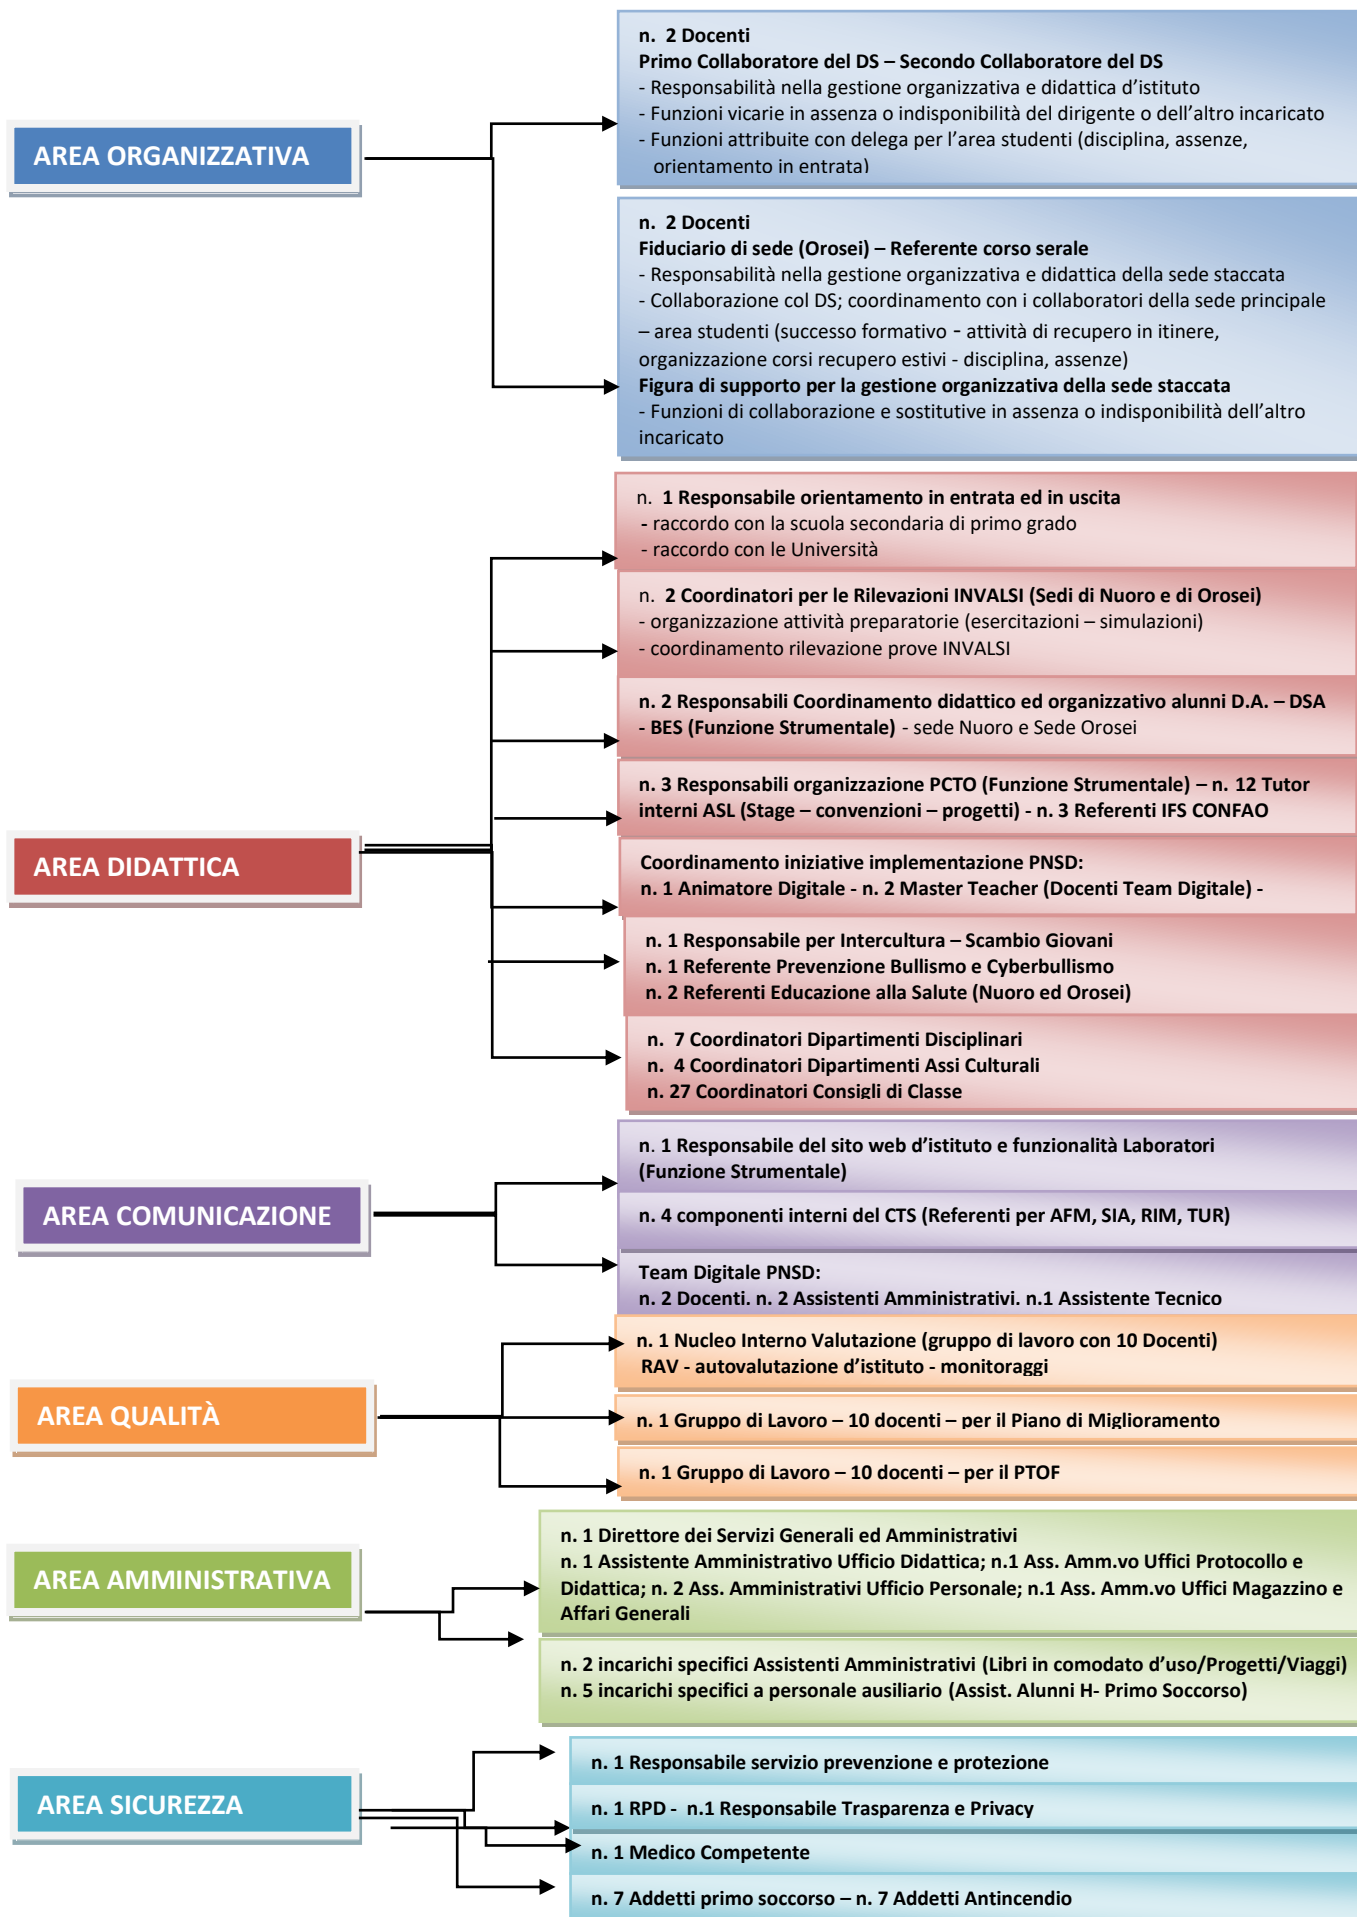 n. 2 Docenti
Primo Collaboratore del DS – Secondo Collaboratore del DS
- Responsabilità nella gestione organizzativa e didattica d’istituto
- Funzioni vicarie in assenza o indisponibilità del dirigente o dell’altro incaricato
- Funzioni attribuite con delega per l’area studenti (disciplina, assenze,
orientamento in entrata)
AREA ORGANIZZATIVA
n. 2 Docenti
Fiduciario di sede (Orosei) – Referente corso serale
- Responsabilità nella gestione organizzativa e didattica della sede staccata
- Collaborazione col DS; coordinamento con i collaboratori della sede principale
– area studenti (successo formativo - attività di recupero in itinere,
organizzazione corsi recupero estivi - disciplina, assenze)
Figura di supporto per la gestione organizzativa della sede staccata
- Funzioni di collaborazione e sostitutive in assenza o indisponibilità dell’altro
incaricato
n. 1 Responsabile orientamento in entrata ed in uscita
- raccordo con la scuola secondaria di primo grado
- raccordo con le Università
n. 2 Coordinatori per le Rilevazioni INVALSI (Sedi di Nuoro e di Orosei)
- organizzazione attività preparatorie (esercitazioni – simulazioni)
- coordinamento rilevazione prove INVALSI
n. 2 Responsabili Coordinamento didattico ed organizzativo alunni D.A. – DSA
- BES (Funzione Strumentale) - sede Nuoro e Sede Orosei
n. 3 Responsabili organizzazione PCTO (Funzione Strumentale) – n. 12 Tutor
interni ASL (Stage – convenzioni – progetti) - n. 3 Referenti IFS CONFAO
AREA DIDATTICA
Coordinamento iniziative implementazione PNSD:
n. 1 Animatore Digitale - n. 2 Master Teacher (Docenti Team Digitale) -
n. 1 Responsabile per Intercultura – Scambio Giovani
n. 1 Referente Prevenzione Bullismo e Cyberbullismo
n. 2 Referenti Educazione alla Salute (Nuoro ed Orosei)
n. 7 Coordinatori Dipartimenti Disciplinari
n. 4 Coordinatori Dipartimenti Assi Culturali
n. 27 Coordinatori Consigli di Classe
n. 1 Responsabile del sito web d’istituto e funzionalità Laboratori
(Funzione Strumentale)
AREA COMUNICAZIONE
n. 4 componenti interni del CTS (Referenti per AFM, SIA, RIM, TUR)
Team Digitale PNSD:
n. 2 Docenti. n. 2 Assistenti Amministrativi. n.1 Assistente Tecnico
n. 1 Nucleo Interno Valutazione (gruppo di lavoro con 10 Docenti)
RAV - autovalutazione d’istituto - monitoraggi
AREA QUALITÀ
n. 1 Gruppo di Lavoro – 10 docenti – per il Piano di Miglioramento
n. 1 Gruppo di Lavoro – 10 docenti – per il PTOF
n. 1 Direttore dei Servizi Generali ed Amministrativi
n. 1 Assistente Amministrativo Ufficio Didattica; n.1 Ass. Amm.vo Uffici Protocollo e
Didattica; n. 2 Ass. Amministrativi Ufficio Personale; n.1 Ass. Amm.vo Uffici Magazzino e
Affari Generali
AREA AMMINISTRATIVA
n. 2 incarichi specifici Assistenti Amministrativi (Libri in comodato d’uso/Progetti/Viaggi)
n. 5 incarichi specifici a personale ausiliario (Assist. Alunni H- Primo Soccorso)
n. 1 Responsabile servizio prevenzione e protezione
AREA SICUREZZA
n. 1 RPD - n.1 Responsabile Trasparenza e Privacy
n. 1 Medico Competente
n. 7 Addetti primo soccorso – n. 7 Addetti Antincendio